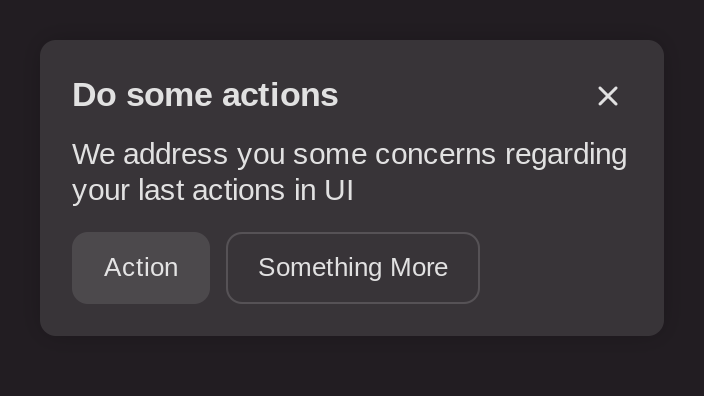 Do some actions
We address you some concerns regarding
your last actions in UI
Action
Something More